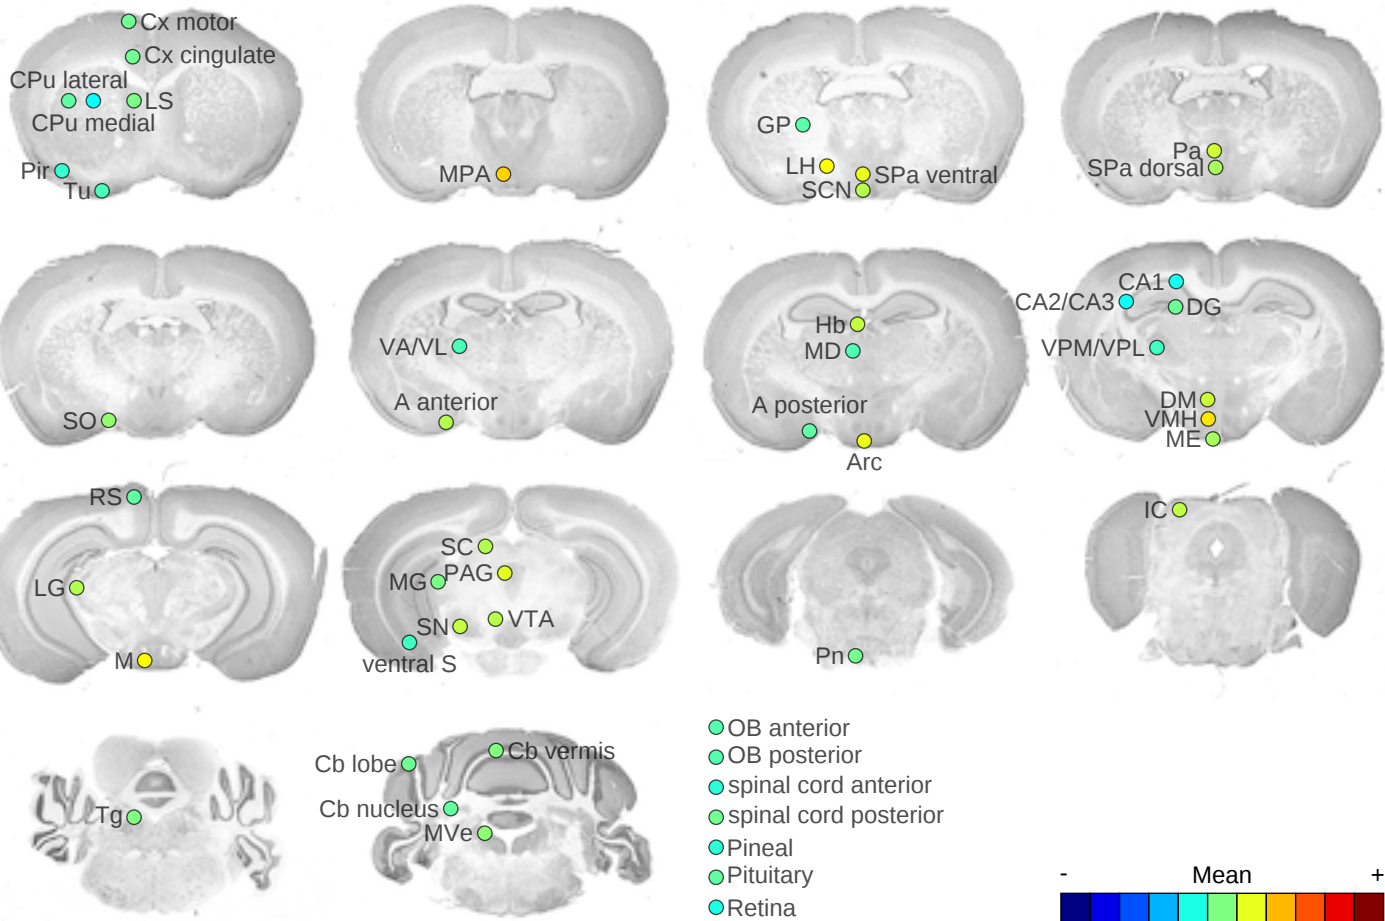 Cx motor
Cx cingulate
CPu lateral
LS
CPu medial
Pir
Tu
MPA
GP
LH
SPa ventral
SCN
Pa
SPa dorsal
SO
VA/VL
A anterior
Hb
MD
A posterior
Arc
CA1
CA2/CA3
DG
VPM/VPL
DM
VMH
ME
RS
LG
M
SC
MG
PAG
SN
VTA
ventral S
Pn
IC
Tg
Cb lobe
Cb vermis
Cb nucleus
MVe
OB anterior
OB posterior
spinal cord anterior
spinal cord posterior
Pineal
Pituitary
Retina
- Mean +